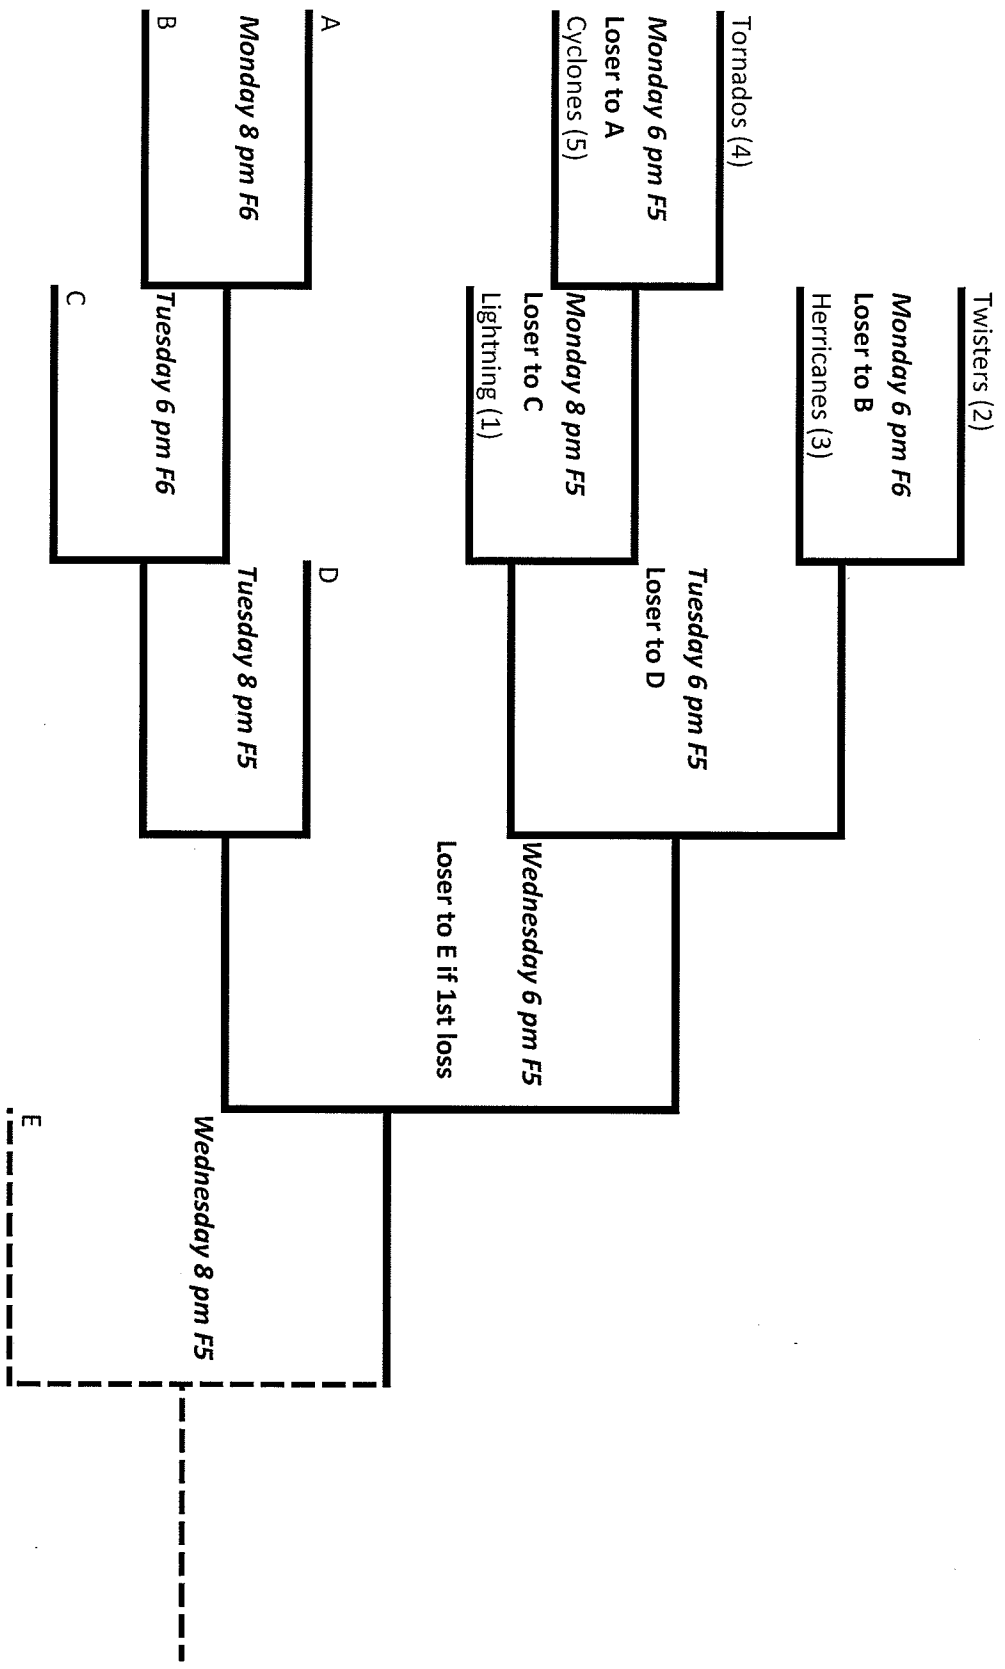 Twisters (2)
Monday 6 pm F6
Loser to B
Herricanes (3)
Tornados (4)
Monday 6 pm F5
Loser to A
Cyclones (5)
Monday 8 pm F5
Loser to C
Lightning (1)
Tuesday 6 pm F5
Loser to D
Wednesday 6 pm F5
Loser to E if 1st loss
A
Monday 8 pm F6
B
Tuesday 6 pm F6
C
D
Tuesday 8 pm F5
Wednesday 8 pm F5
E